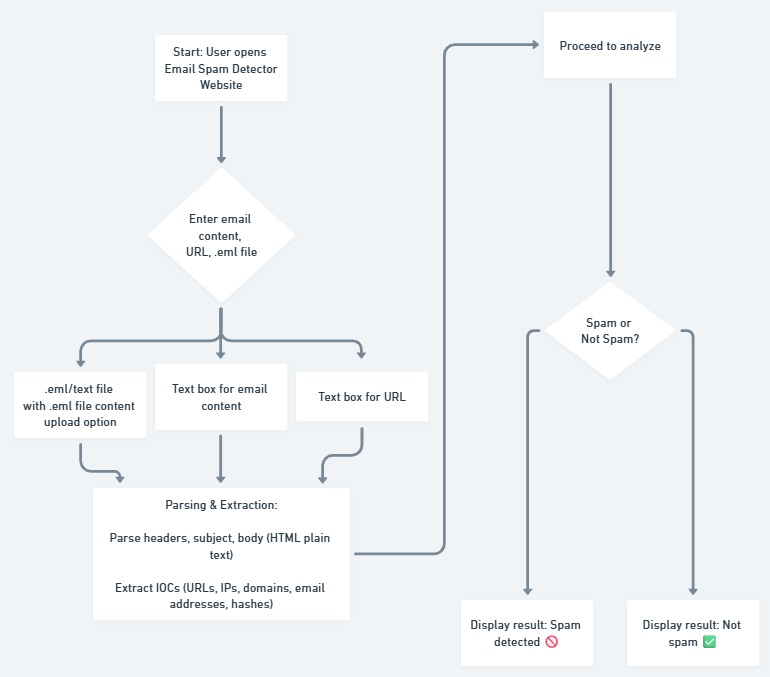 Start: User opens
Email Spam Detector
Website
Enter email
content,
URL, .eml file
.eml/text file
with .eml file content
upload option
Text box for email
content
Text box for URL
Parsing & Extraction:
Parse headers, subject, body (HTML plain
text)
Extract IOCs (URLs, IPs, domains, email
addresses, hashes)
Proceed to analyze
Spam or
Not Spam?
Display result: Spam
detected 🚫
Display result: Not
spam ✅